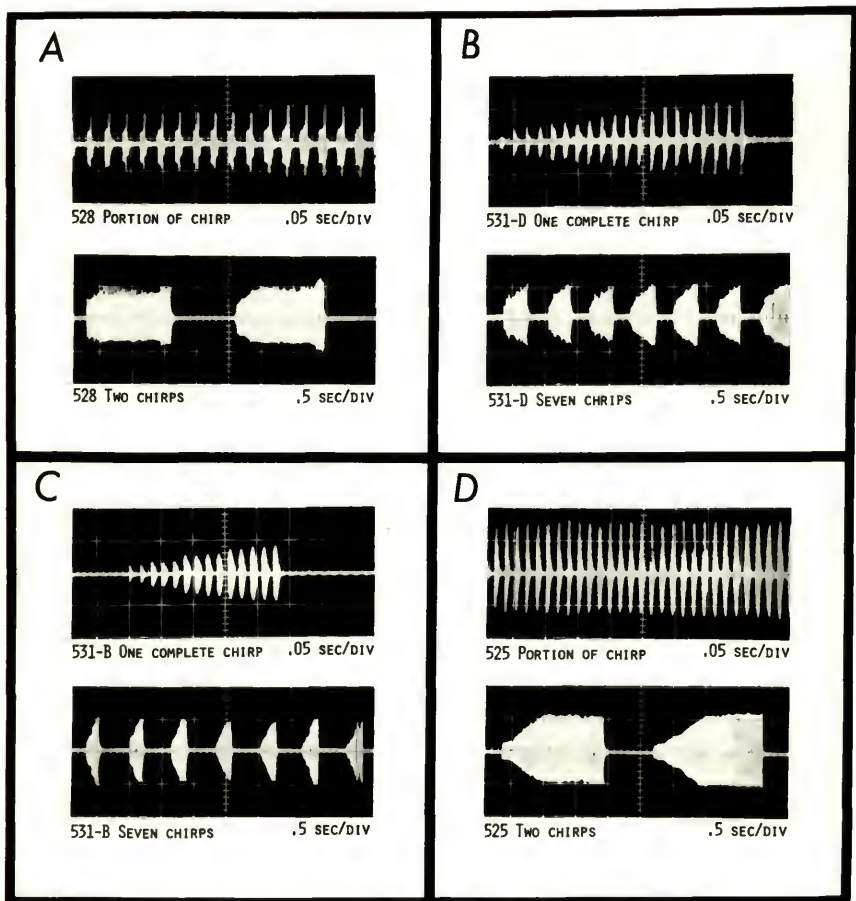 A
528 PORTION OF CHIRP .05 SEC/DIV
528 TWO CHIRPS .5 SEC/DIV
B
531-D ONE COMPLETE CHIRP .05 SEC/DIV
531-D SEVEN CHRIPS .5 SEC/DIV
C
531-B ONE COMPLETE CHIRP .05 SEC/DIV
531-B SEVEN CHIRPS .5 SEC/DIV
D
525 PORTION OF CHIRP .05 SEC/DIV
525 TWO CHIRPS .5 SEC/DIV